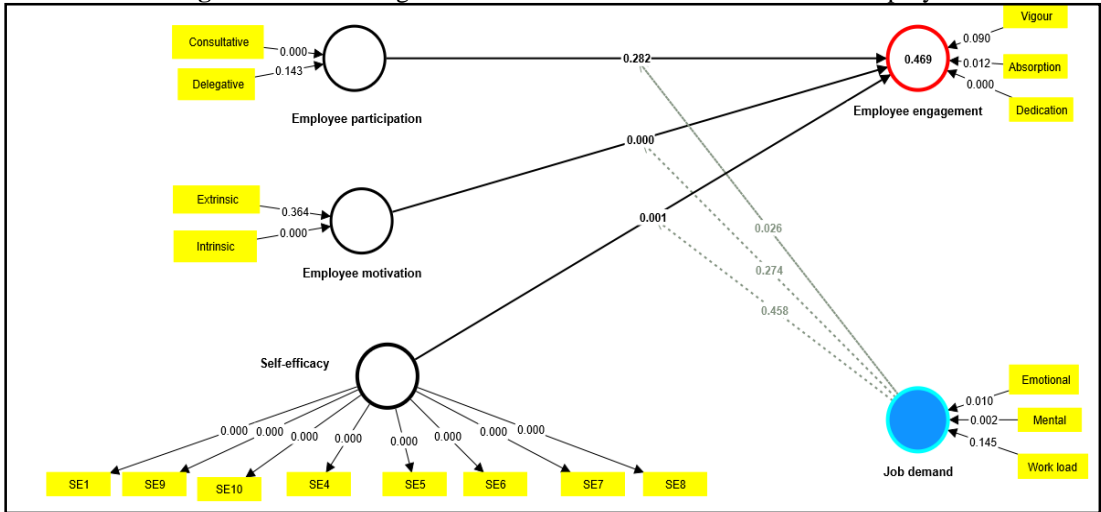 Consultative
0.000
Delegative
0.143
Employee participation
0.282
0.469
Employee engagement
Vigour
0.090
Absorption
0.012
0.000
Dedication
0.000
Extrinsic
0.364
Intrinsic
0.000
Employee motivation
0.001
0.026
0.274
0.458
Self-efficacy
0.000 0.000 0.000 0.000 0.000 0.000 0.000 0.000
SE1 SE9 SE10 SE4 SE5 SE6 SE7 SE8
Emotional
0.010
Mental
0.002
0.145
Work load
Job demand